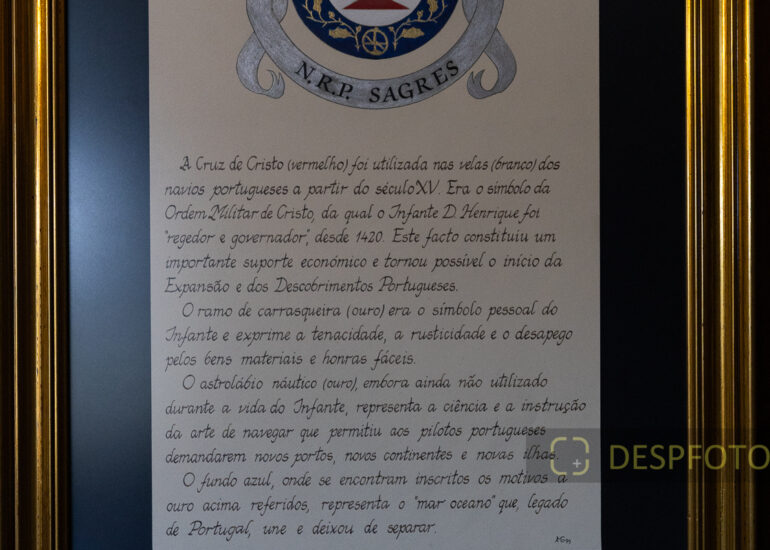 N.R.P. SAGRES
A Cruz de Cristo (vermelho) foi utilizada nas velas (branco) dos
navios portugueses a partir do século XV. Era o símbolo da
Ordem Militar de Cristo, da qual o Infante D. Henrique foi
"regedor e governador", desde 1420. Este facto constituiu um
importante suporte económico e tornou possível o início da
Expansão e dos Descobrimentos Portugueses.
O ramo de carrasqueira (ouro) era o símbolo pessoal do
Infante e exprime a tenacidade, a rusticidade e o desapego
pelos bens materiais e honras fáceis.
O astrolábio náutico (ouro), embora ainda não utilizado
durante a vida do Infante, representa a ciência e a instrução
da arte de navegar que permitiu aos pilotos portugueses
demandarem novos portos, novos continentes e novas ilhas.
O fundo azul, onde se encontram inscritos os motivos a
ouro acima referidos, representa o "mar oceano" que, legado
de Portugal, une e deixou de separar.
DESPFOTO